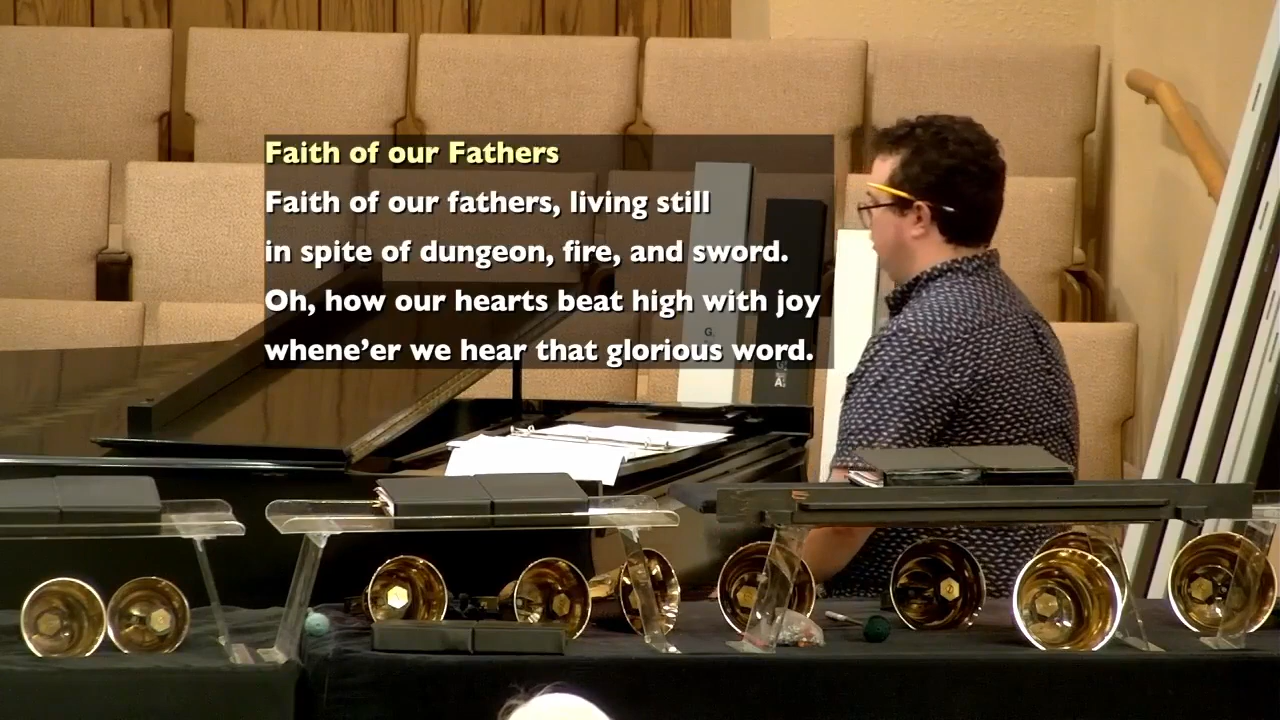 Faith of our Fathers
Faith of our fathers, living still
in spite of dungeon, fire, and sword.
Oh, how our hearts beat high with joy
whene’er we hear that glorious word.